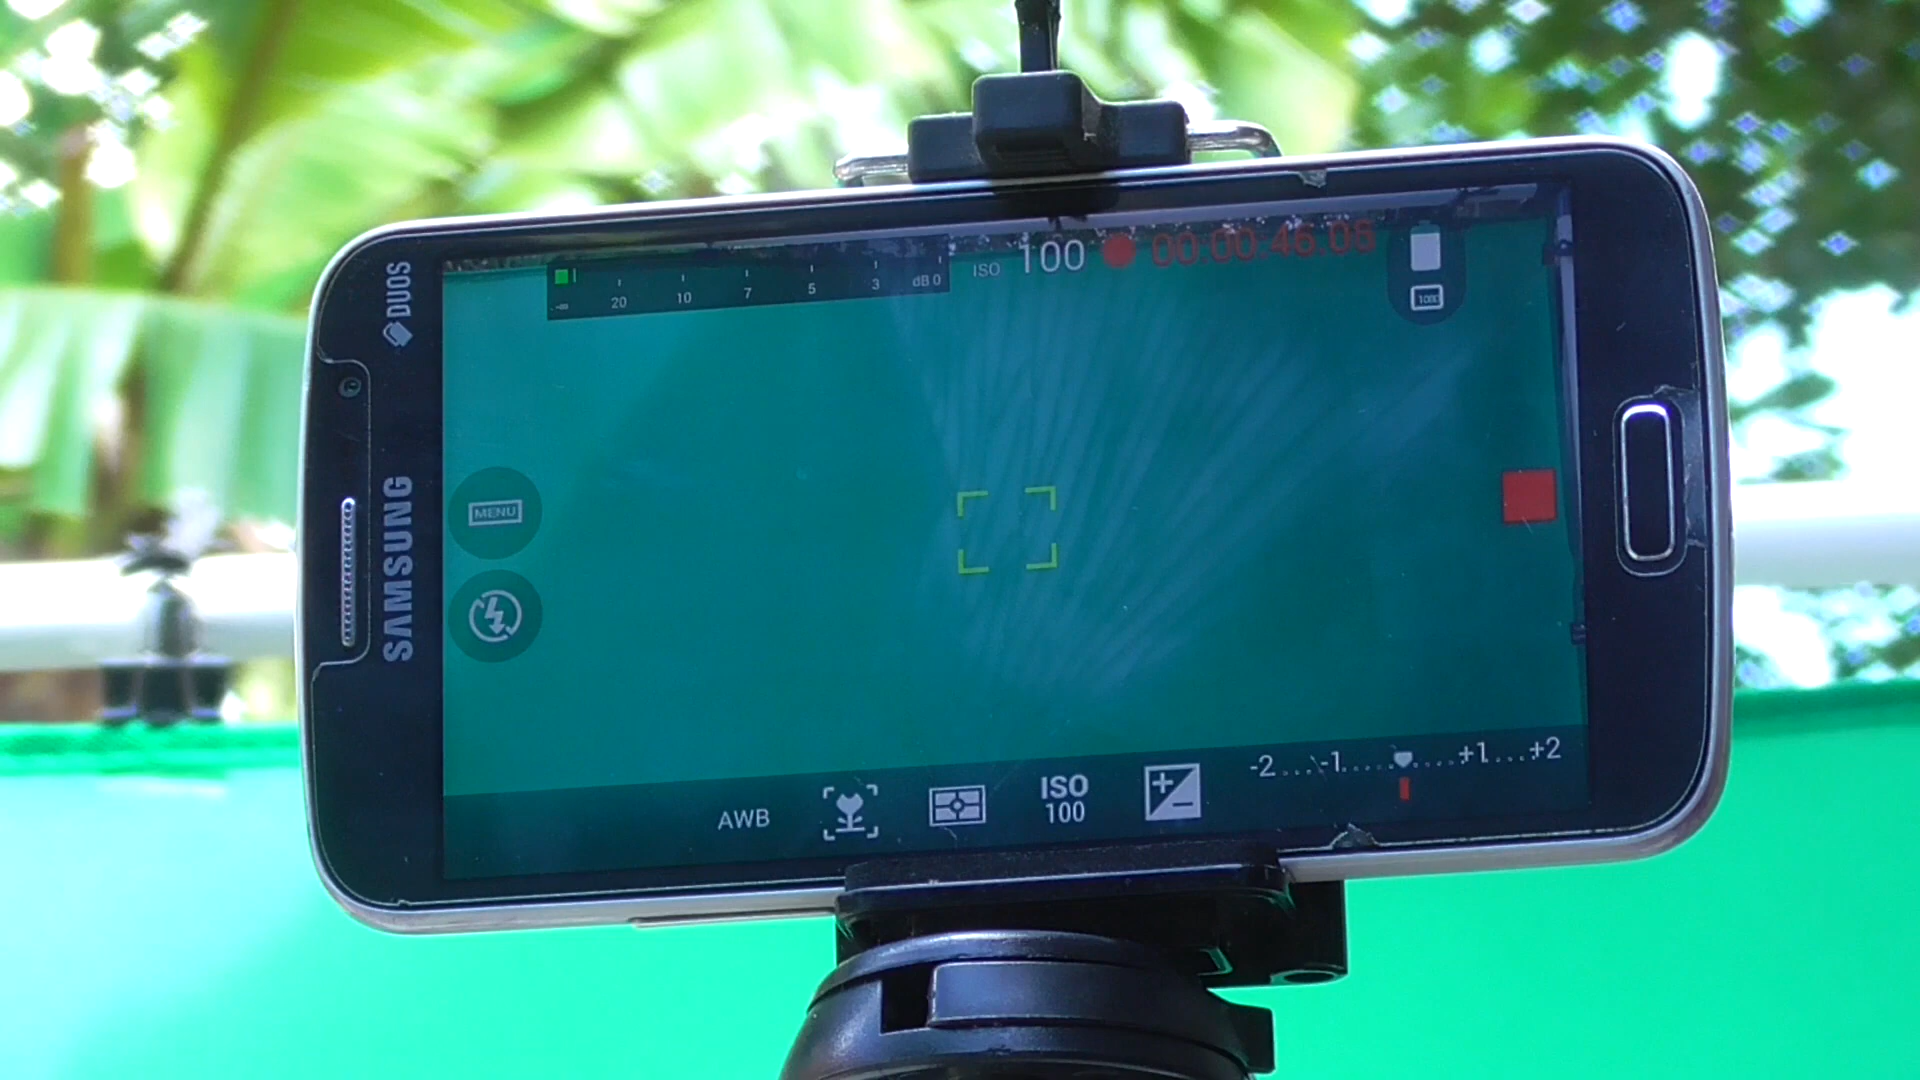 DUOS
SAMSUNG
-∞ 20 10 7 5 3 dB 0
ISO 100
00:00:46.05
1080
MENU
AWB
ISO
100
-2 -1 +1 +2